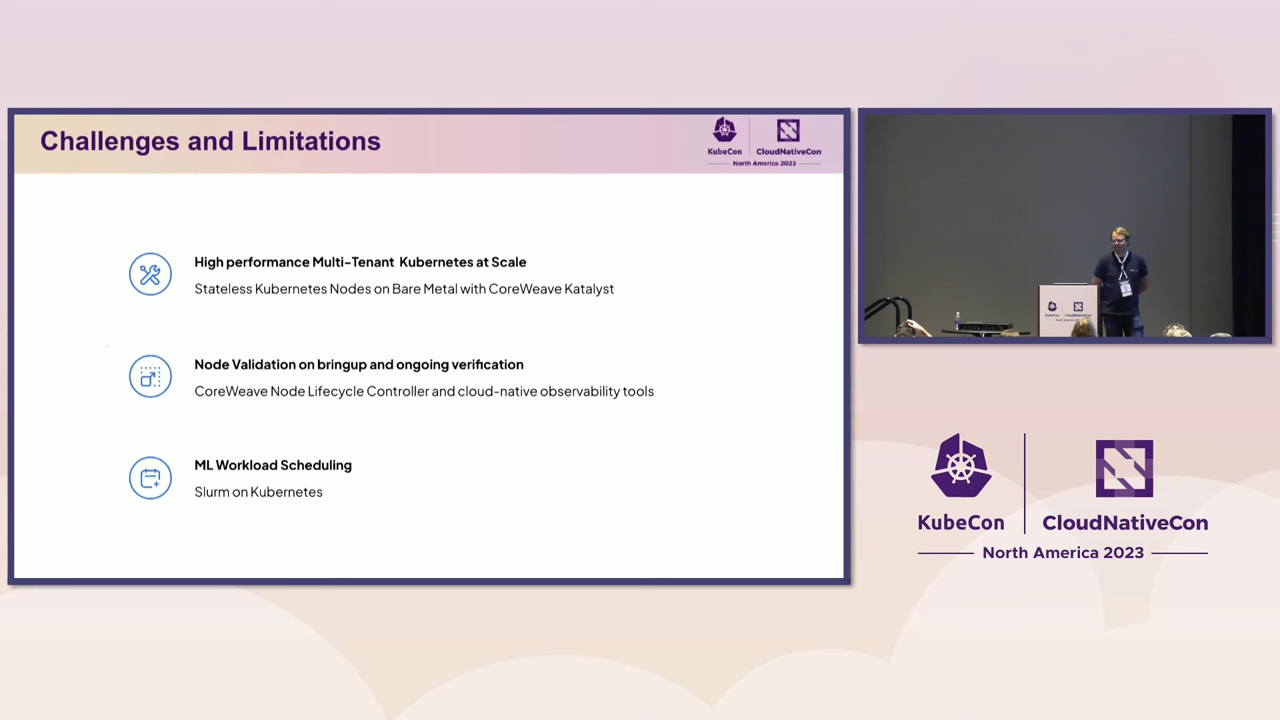 Challenges and Limitations
KubeCon
CloudNativeCon
North America 2023
High performance Multi-Tenant Kubernetes at Scale
Stateless Kubernetes Nodes on Bare Metal with CoreWeave Katalyst
Node Validation on bringup and ongoing verification
CoreWeave Node Lifecycle Controller and cloud-native observability tools
ML Workload Scheduling
Slurm on Kubernetes
KubeCon
CloudNativeCon
North America 2023